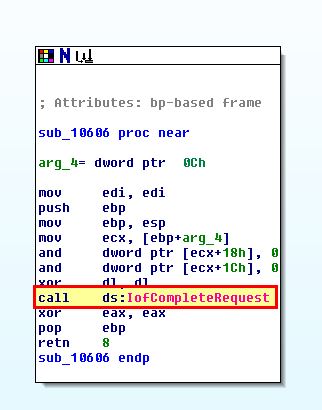 ; Attributes: bp-based frame
sub_10606 proc near
arg_4= dword ptr  0Ch
mov     edi, edi
push    ebp
mov     ebp, esp
mov     ecx, [ebp+arg_4]
and     dword ptr [ecx+18h], 0
and     dword ptr [ecx+1Ch], 0
xor     dl, dl
call    ds:IofCompleteRequest
xor     eax, eax
pop     ebp
retn    8
sub_10606 endp